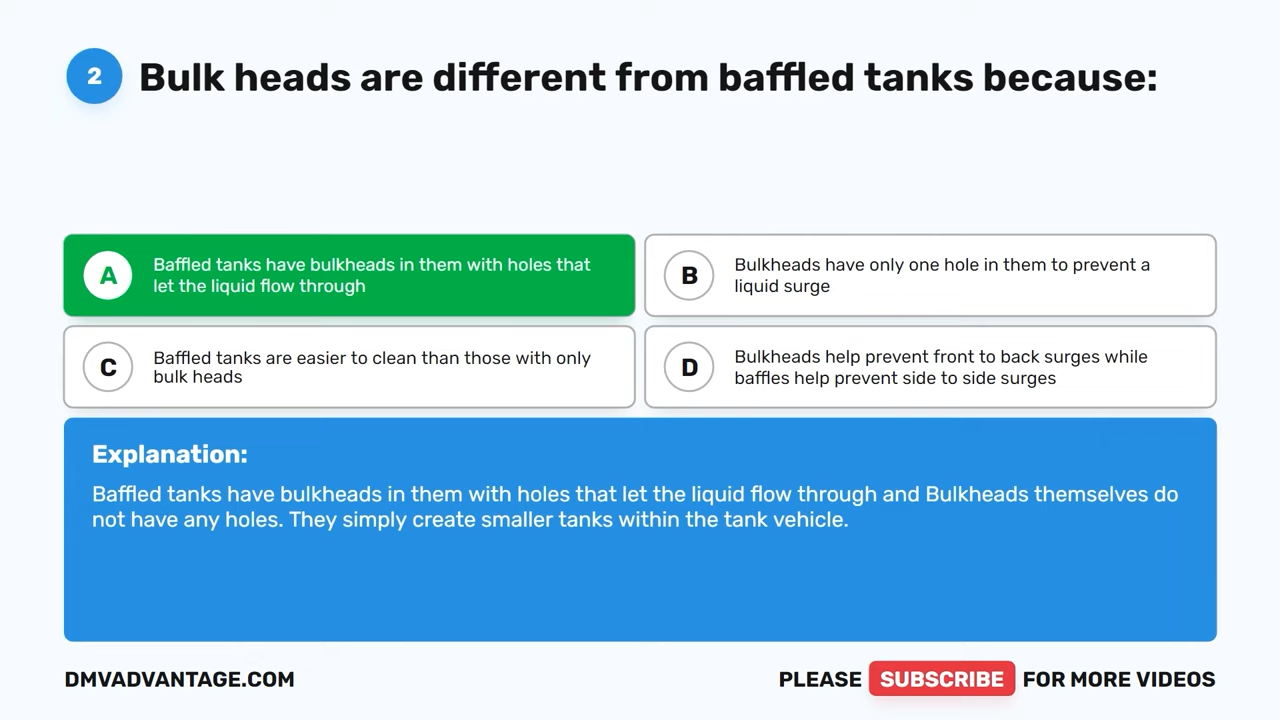 2
Bulk heads are different from baffled tanks because:
A
Baffled tanks have bulkheads in them with holes that
let the liquid flow through
B
Bulkheads have only one hole in them to prevent a
liquid surge
C
Baffled tanks are easier to clean than those with only
bulk heads
D
Bulkheads help prevent front to back surges while
baffles help prevent side to side surges
Explanation:
Baffled tanks have bulkheads in them with holes that let the liquid flow through and Bulkheads themselves do
not have any holes. They simply create smaller tanks within the tank vehicle.
DMVADVANTAGE.COM
PLEASE SUBSCRIBE FOR MORE VIDEOS